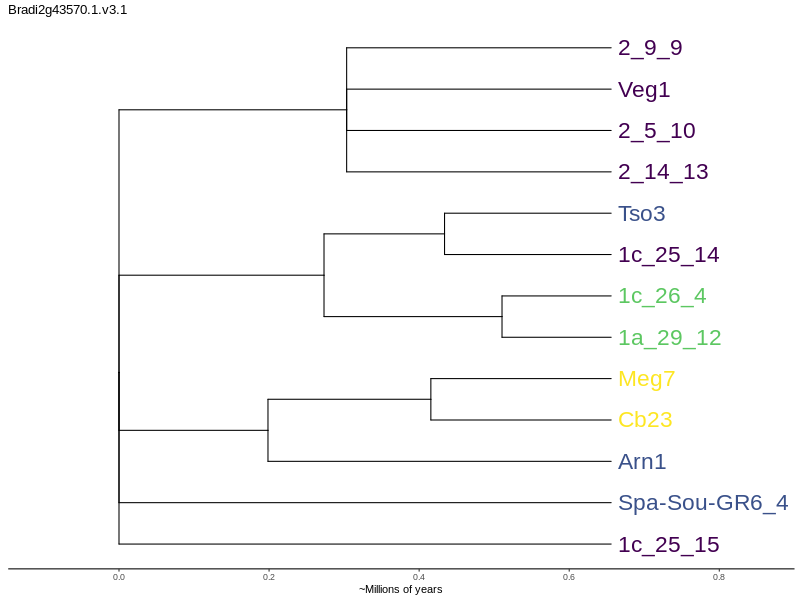 Bradi2g43570.1.v3.1
2_9_9
Veg1
2_5_10
2_14_13
Tso3
1c_25_14
1c_26_4
1a_29_12
Meg7
Cb23
Arn1
Spa-Sou-GR6_4
1c_25_15
0.0 0.2 0.4 0.6 0.8
~Millions of years